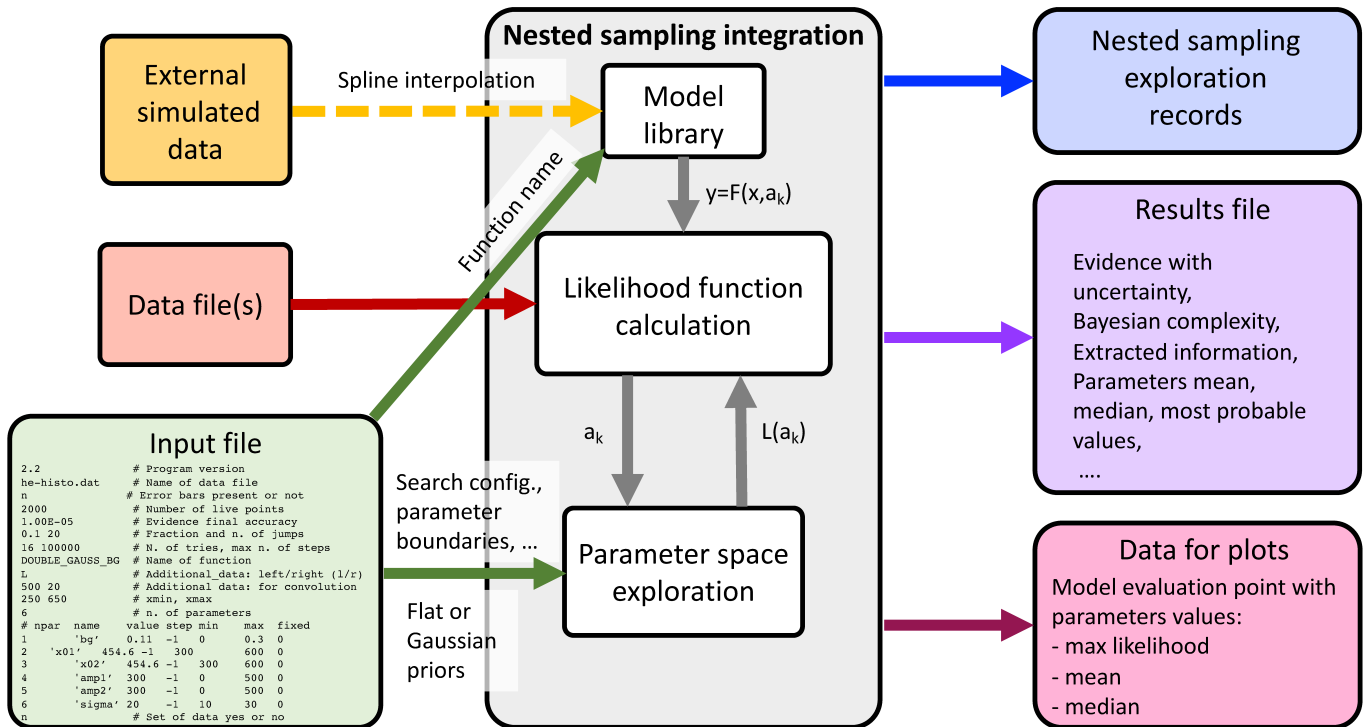 External
simulated
data
Data file(s)
Input file
2.2 # Program version
he-histo.dat # Name of data file
n # Error bars present or not
2000 # Number of live points
1.00E-05 # Evidence final accuracy
0.1 20 # Fraction and n. of jumps
16 100000 # N. of tries, max n. of steps
DOUBLE_GAUSS_BG # Name of function
L # Additional_data: left/right (l/r)
500 20 # Additional data: for convolution
250 650 # xmin, xmax
6 # n. of parameters
# npar name value step min max fixed
1 'bg' 0.11 -1 0 0.3 0
2 'x01' 454.6 -1 300 600 0
3 'x02' 454.6 -1 300 600 0
4 'amp1' 300 -1 0 500 0
5 'amp2' 300 -1 0 500 0
6 'sigma' 20 -1 10 30 0
n # Set of data yes or no
Spline interpolation
Function name
Search config.,
parameter
boundaries, ...
Flat or
Gaussian
priors
Nested sampling integration
Model
library
y=F(x,aₖ)
Likelihood function
calculation
aₖ
L(aₖ)
Parameter space
exploration
Nested sampling
exploration
records
Results file
Evidence with
uncertainty,
Bayesian complexity,
Extracted information,
Parameters mean,
median, most probable
values,
....
Data for plots
Model evaluation point with
parameters values:
- max likelihood
- mean
- median